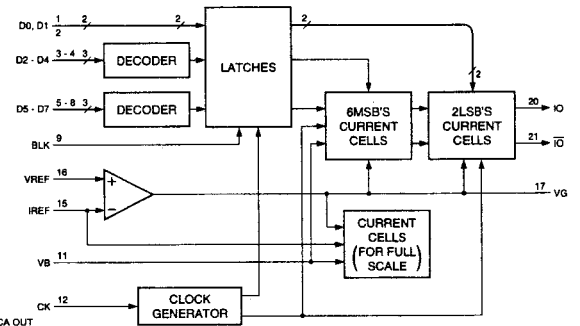 D0, D1 1 2 2 2 2
D2 - D4 3 - 4 3 DECODER
LATCHES
D5 - D7 5 - 8 3 DECODER
2
6MSB'S CURRENT CELLS
2LSB'S CURRENT CELLS
20 IO
21 IO
BLK 9
VREF 16 +
IREF 15 −
17 VG
VB 11
CURRENT CELLS (FOR FULL SCALE)
CK 12
CLOCK GENERATOR
CA OUT